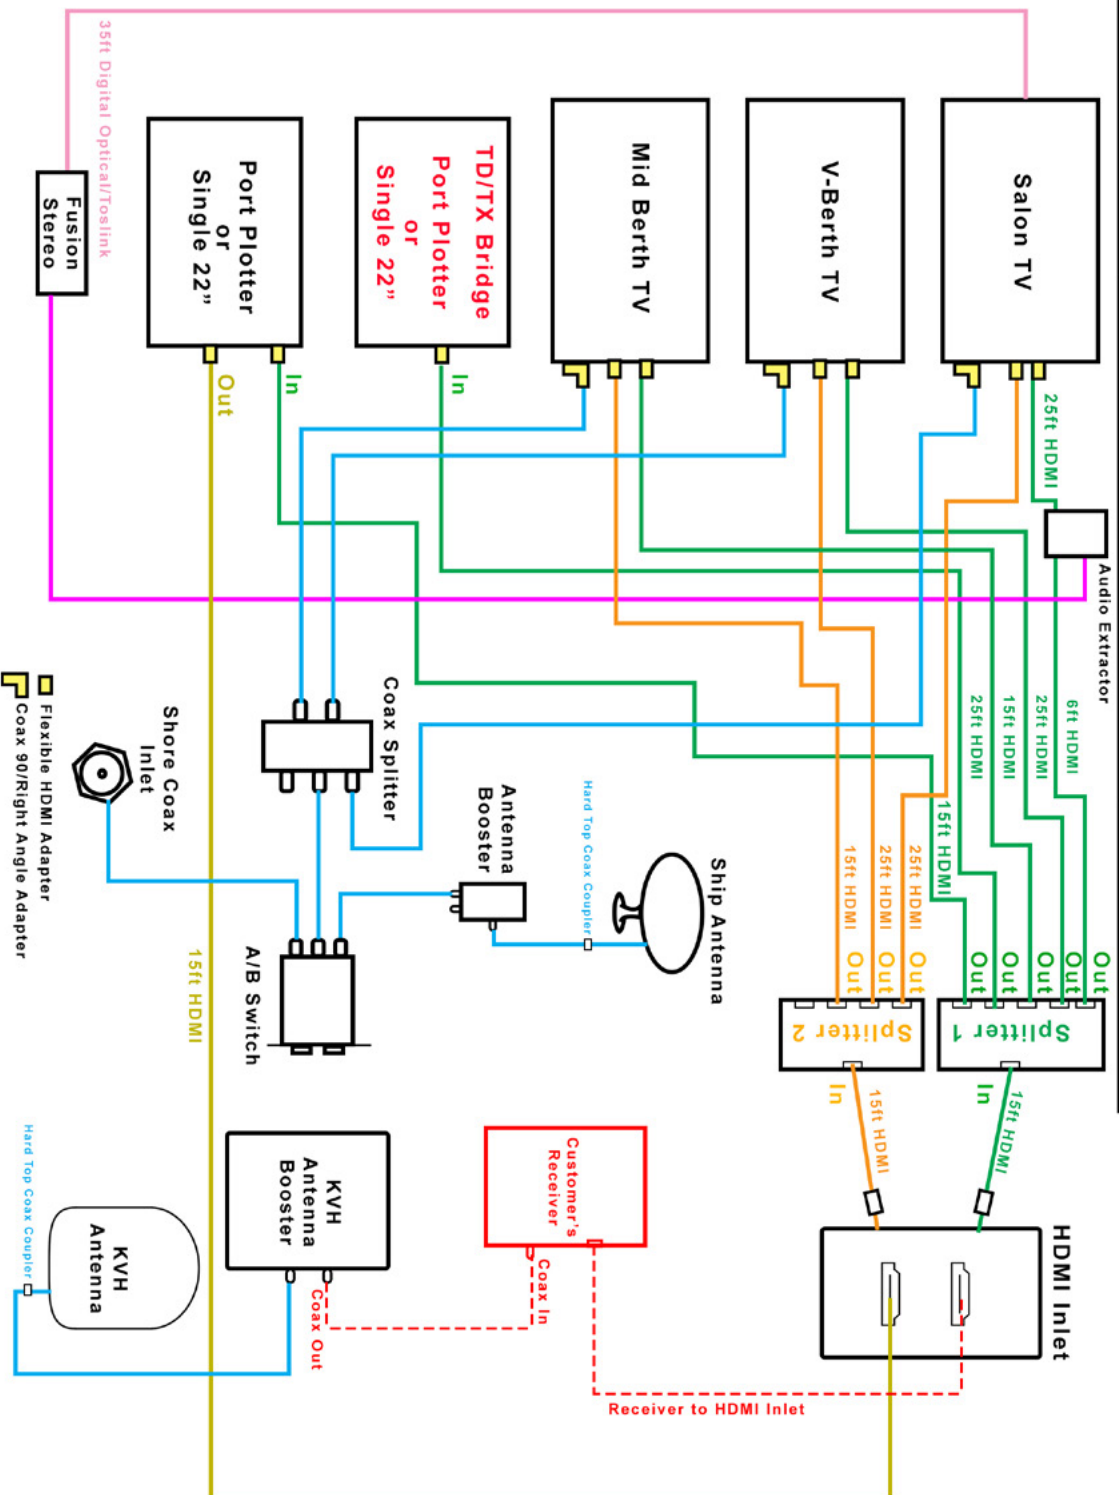 35ft Digital Optical/Toslink
Fusion
Stereo
Port Plotter
or
Single 22”
TD/TX Bridge
Port Plotter
or
Single 22”
Mid Berth TV
V-Berth TV
Salon TV
Out
In
In
25ft HDMI
Audio Extractor
6ft HDMI
25ft HDMI
15ft HDMI
25ft HDMI
15ft HDMI
25ft HDMI
25ft HDMI
15ft HDMI
Coax Splitter
Shore Coax
Inlet
Flexible HDMI Adapter
Coax 90/Right Angle Adapter
Antenna
Booster
Hard Top Coax Coupler
Ship Antenna
A/B Switch
15ft HDMI
Out
Out
Out
Out
Out
Out
Out
Out
Splitter 1
Splitter 2
In
In
15ft HDMI
15ft HDMI
HDMI Inlet
Customer's
Receiver
Coax In
Coax Out
Receiver to HDMI Inlet
KVH
Antenna
Booster
KVH
Antenna
Hard Top Coax Coupler